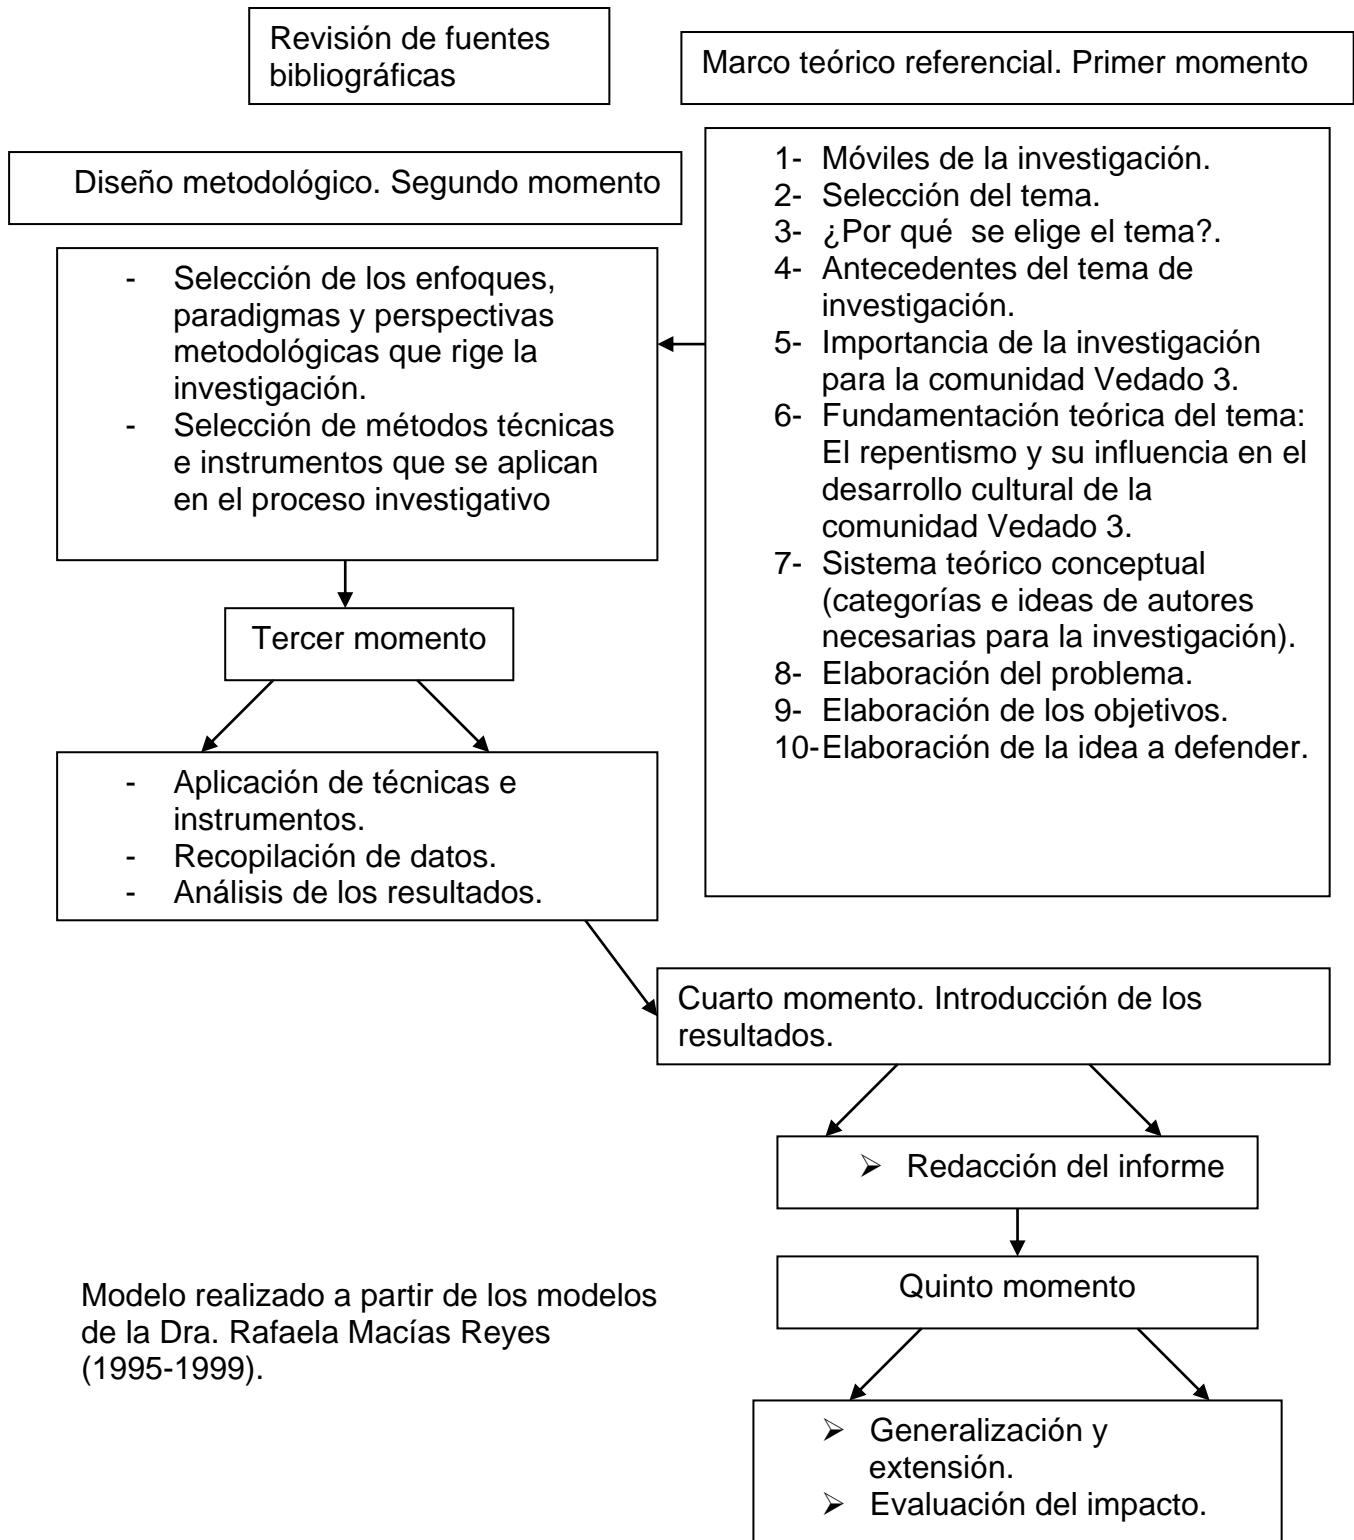 Revisión de fuentes
bibliográficas
Marco teórico referencial. Primer momento
1- Móviles de la investigación.
2- Selección del tema.
3- ¿Por qué  se elige el tema?.
4- Antecedentes del tema de
investigación.
5- Importancia de la investigación
para la comunidad Vedado 3.
6- Fundamentación teórica del tema:
El repentismo y su influencia en el
desarrollo cultural de la
comunidad Vedado 3.
7- Sistema teórico conceptual
(categorías e ideas de autores
necesarias para la investigación).
8- Elaboración del problema.
9- Elaboración de los objetivos.
10-Elaboración de la idea a defender.
Diseño metodológico. Segundo momento
- Selección de los enfoques,
paradigmas y perspectivas
metodológicas que rige la
investigación.
- Selección de métodos técnicas
e instrumentos que se aplican
en el proceso investigativo
Tercer momento
- Aplicación de técnicas e
instrumentos.
- Recopilación de datos.
- Análisis de los resultados.
Cuarto momento. Introducción de los
resultados.
➢ Redacción del informe
Quinto momento
➢ Generalización y
extensión.
➢ Evaluación del impacto.
Modelo realizado a partir de los modelos
de la Dra. Rafaela Macías Reyes
(1995-1999).